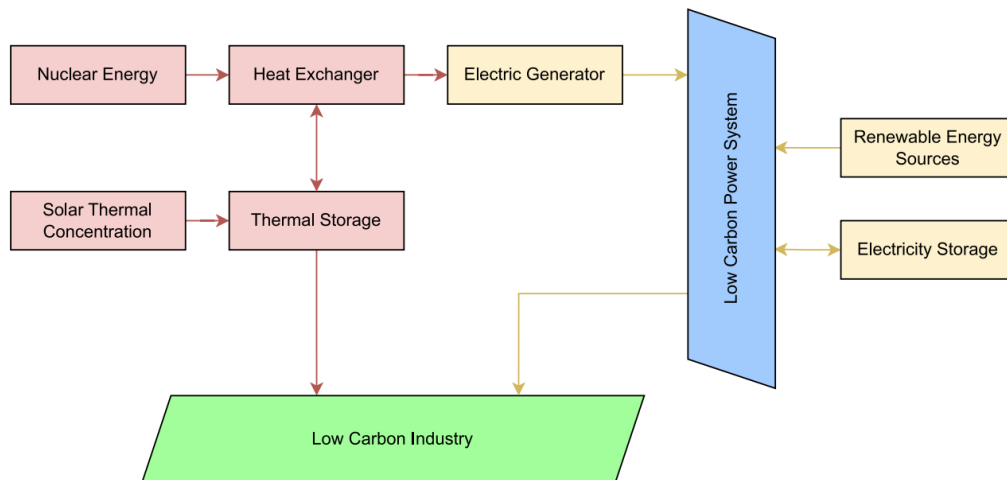 Nuclear Energy
Heat Exchanger
Electric Generator
Low Carbon Power System
Renewable Energy
Sources
Solar Thermal
Concentration
Thermal Storage
Electricity Storage
Low Carbon Industry